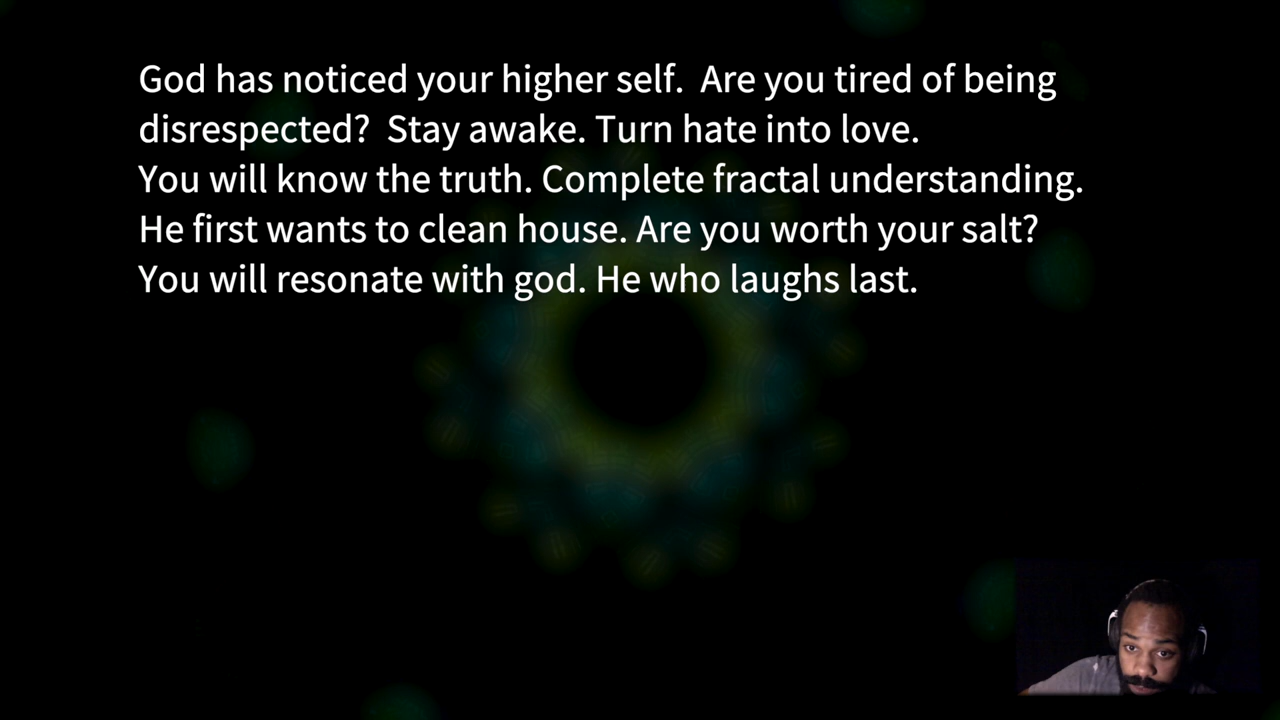 God has noticed your higher self.  Are you tired of being
disrespected?  Stay awake. Turn hate into love.
You will know the truth. Complete fractal understanding.
He first wants to clean house. Are you worth your salt?
You will resonate with god. He who laughs last.